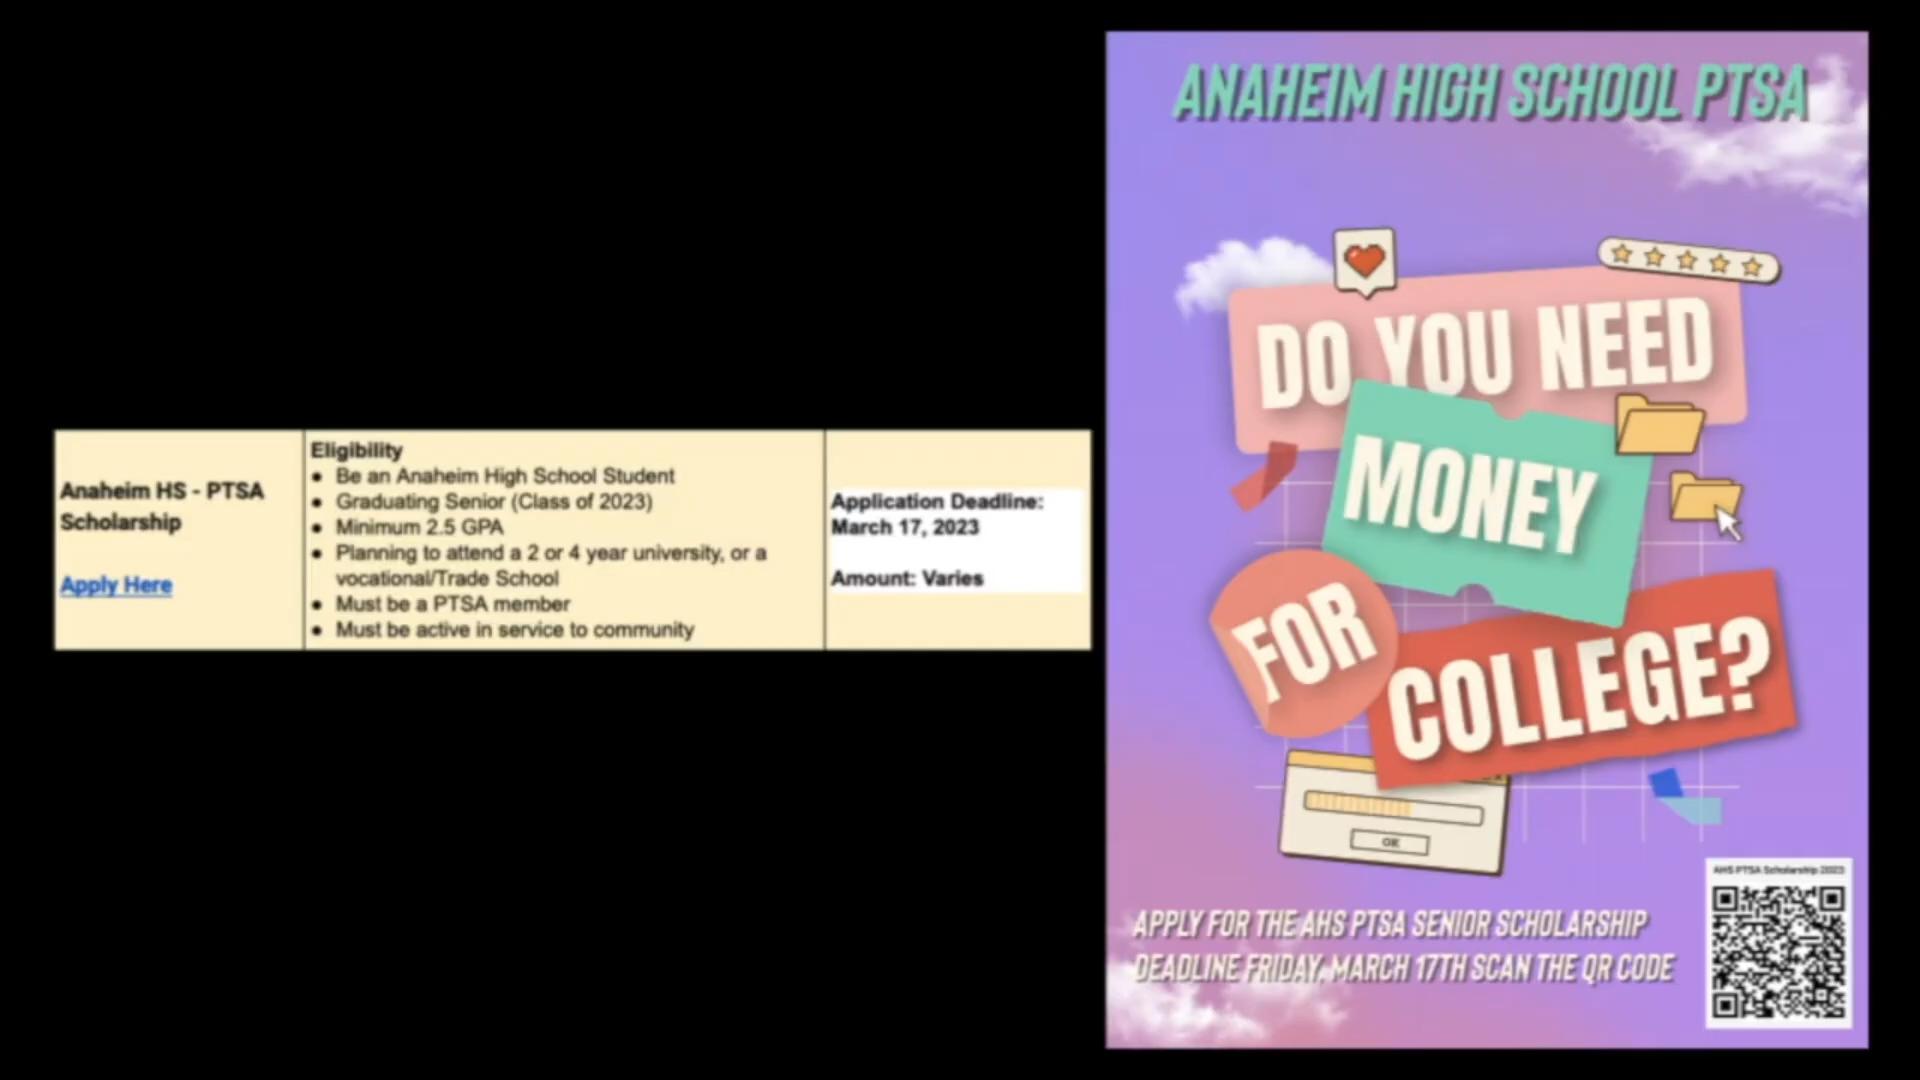 Anaheim HS - PTSA
Scholarship
Apply Here
Eligibility
● Be an Anaheim High School Student
● Graduating Senior (Class of 2023)
● Minimum 2.5 GPA
● Planning to attend a 2 or 4 year university, or a
vocational/Trade School
● Must be a PTSA member
● Must be active in service to community
Application Deadline:
March 17, 2023
Amount: Varies
ANAHEIM HIGH SCHOOL PTSA
DO YOU NEED
MONEY
FOR
COLLEGE?
OK
AHS PTSA Scholarship 2023
APPLY FOR THE AHS PTSA SENIOR SCHOLARSHIP
DEADLINE FRIDAY, MARCH 17TH SCAN THE QR CODE